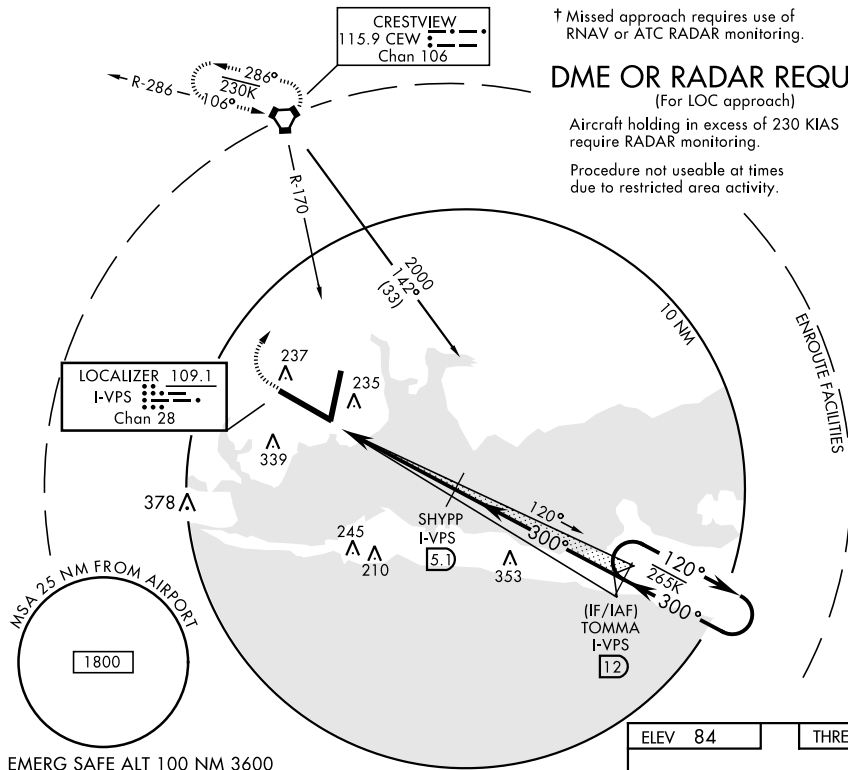 † Missed approach requires use of
RNAV or ATC RADAR monitoring.
DME OR RADAR REQU
(For LOC approach)
Aircraft holding in excess of 230 KIAS
require RADAR monitoring.
Procedure not useable at times
due to restricted area activity.
CRESTVIEW
115.9 CEW
Chan 106
R-286
286°
230K
106°
R-170
2000
142°
(33)
10 NM
ENROUTE FACILITIES
LOCALIZER 109.1
I-VPS
Chan 28
237
235
339
378
245
210
353
SHYPP
I-VPS
5.1
120°
300°
120°
265K
300°
(IF/IAF)
TOMMA
I-VPS
12
MSA 25 NM FROM AIRPORT
1800
EMERG SAFE ALT 100 NM 3600
ELEV 84
THRE